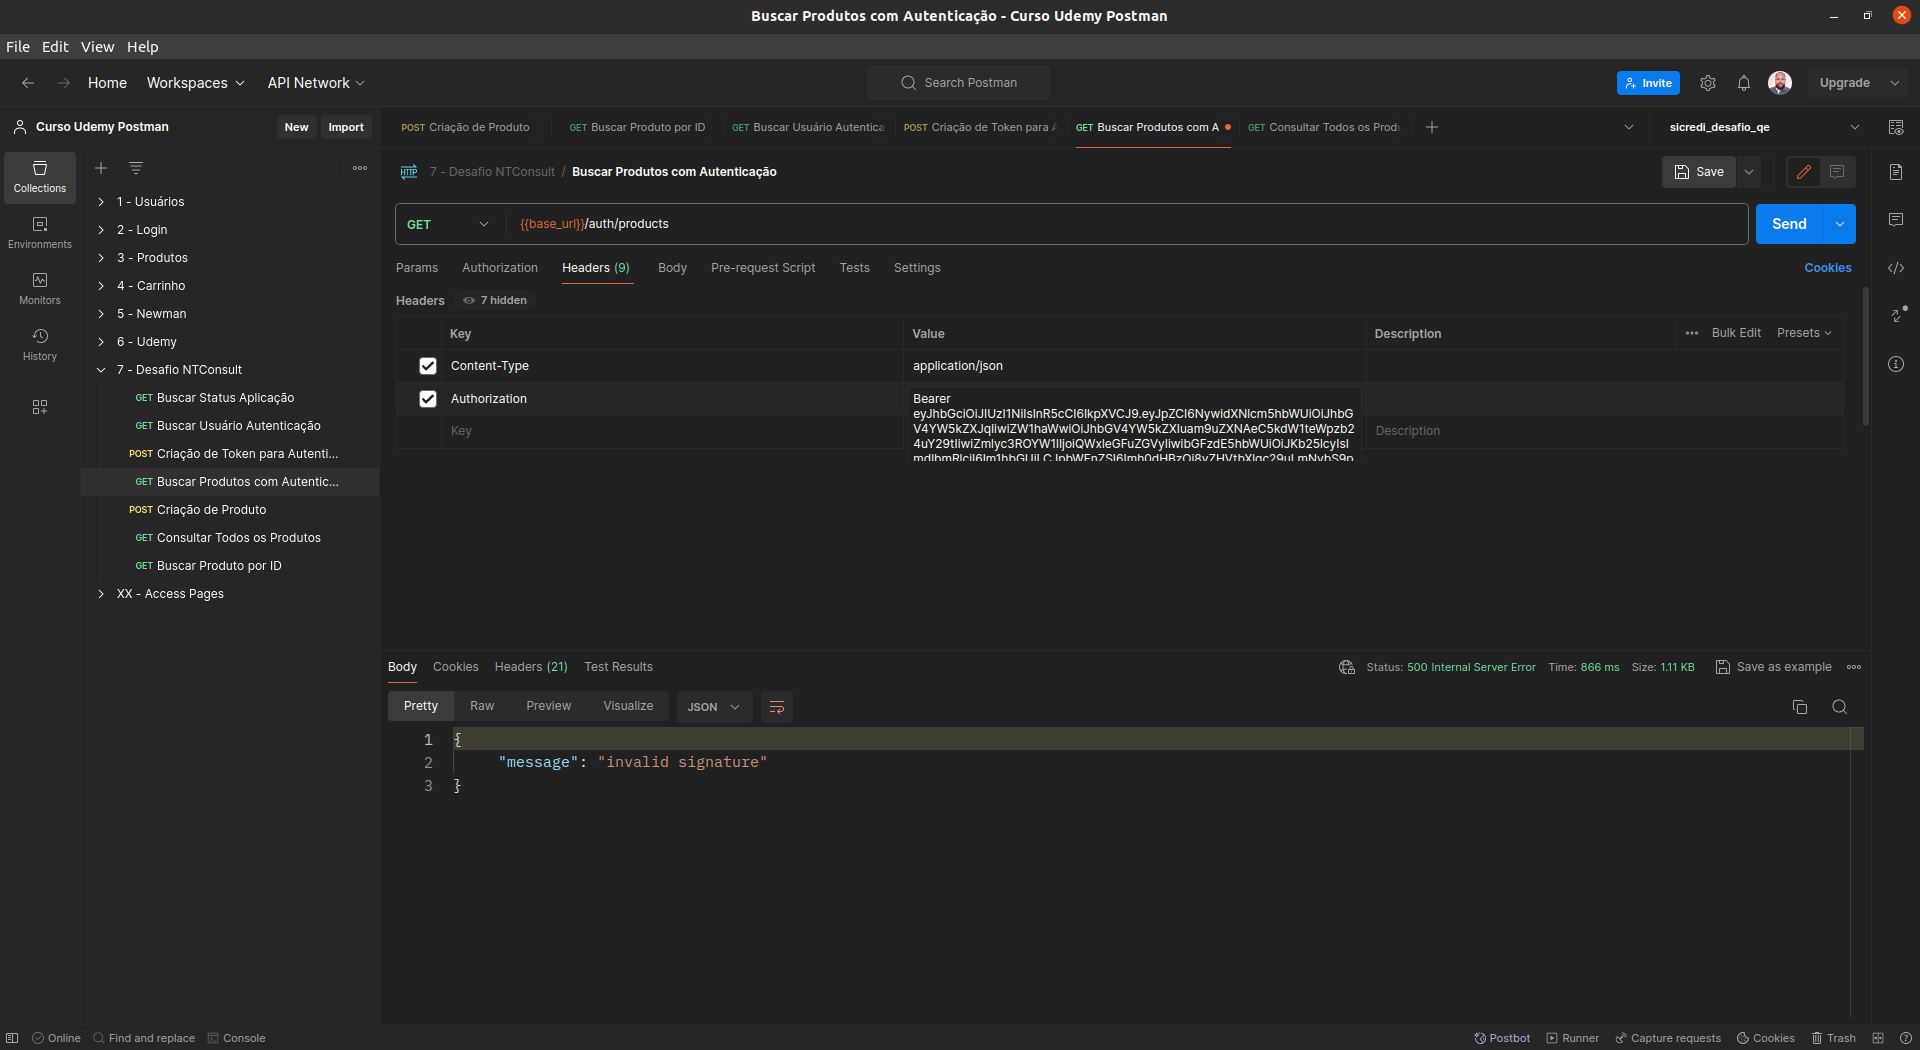 Buscar Produtos com Autenticação - Curso Udemy Postman
File Edit View Help
Home Workspaces API Network Search Postman Invite Upgrade
Curso Udemy Postman New Import
POST Criação de Produto GET Buscar Produto por ID GET Buscar Usuário Autentica POST Criação de Token para A GET Buscar Produtos com A GET Consultar Todos os Prod sicredi_desafio_qe
Collections
Environments
Monitors
History
1 - Usuários
2 - Login
3 - Produtos
4 - Carrinho
5 - Newman
6 - Udemy
7 - Desafio NTConsult
GET Buscar Status Aplicação
GET Buscar Usuário Autenticação
POST Criação de Token para Autenti...
GET Buscar Produtos com Autentic...
POST Criação de Produto
GET Consultar Todos os Produtos
GET Buscar Produto por ID
XX - Access Pages
HTTP 7 - Desafio NTConsult / Buscar Produtos com Autenticação Save
GET {{base_url}}/auth/products Send
Params Authorization Headers (9) Body Pre-request Script Tests Settings Cookies
Headers 7 hidden
Key Value Description Bulk Edit Presets
Content-Type application/json
Authorization Bearer
Key Description
Body Cookies Headers (21) Test Results Status: 500 Internal Server Error Time: 866 ms Size: 1.11 KB Save as example
Pretty Raw Preview Visualize JSON
1 {
2 "message": "invalid signature"
3 }
Online Find and replace Console Postbot Runner Capture requests Cookies Trash